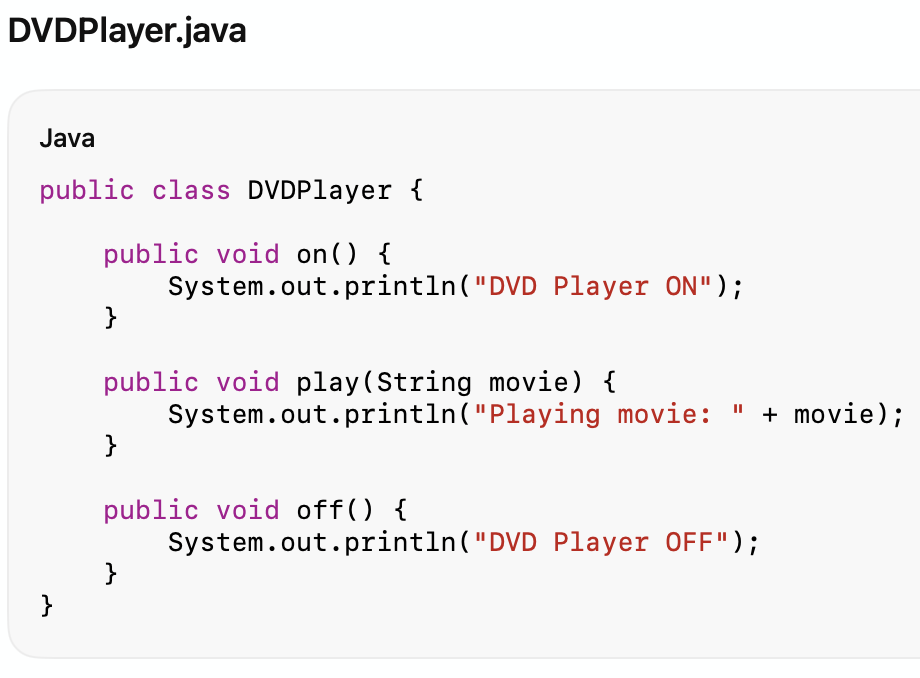 DVDPlayer.java
Java
public class DVDPlayer {
    public void on() {
        System.out.println("DVD Player ON");
    }
    public void play(String movie) {
        System.out.println("Playing movie: " + movie);
    }
    public void off() {
        System.out.println("DVD Player OFF");
    }
}